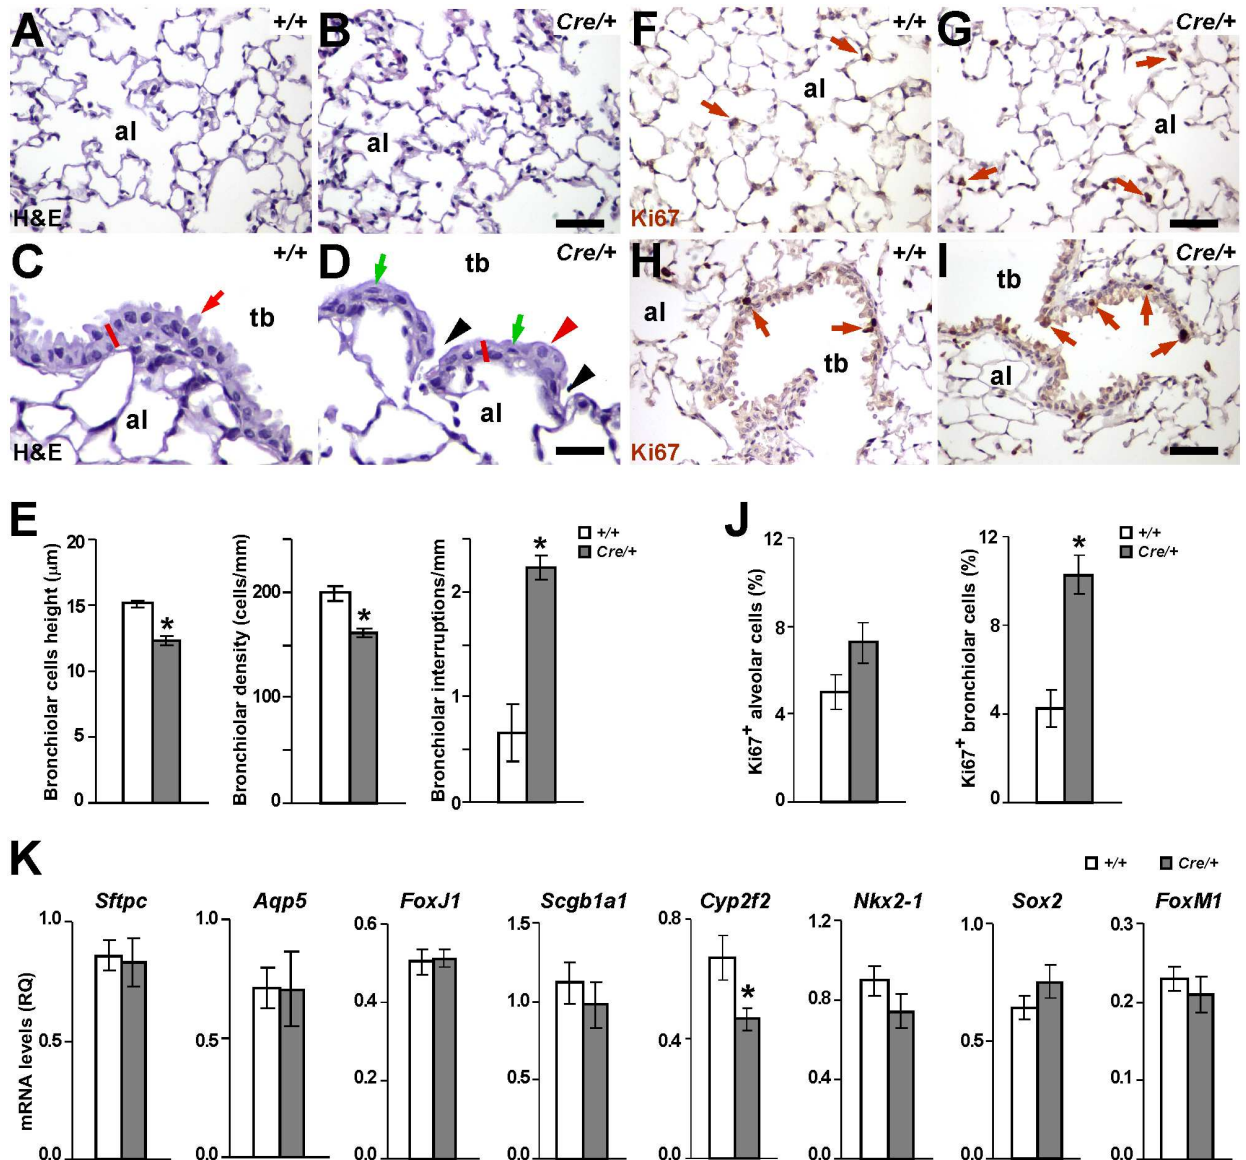 A +/+
B Cre/+
F +/+
G Cre/+
al
al
al
al
H&E
Ki67
C +/+
D Cre/+
H +/+
I Cre/+
tb
tb
tb
tb
al
al
al
al
H&E
Ki67
E
Bronchiolar cells height (µm)
20
15
10
5
0
*
Bronchiolar density (cells/mm)
200
100
0
*
Bronchiolar interruptions/mm
2
1
0
*
+/+
Cre/+
J
Ki67+ alveolar cells (%)
12
8
4
0
Ki67+ bronchiolar cells (%)
12
8
4
0
*
+/+
Cre/+
K
+/+ Cre/+
mRNA levels (RQ)
Sftpc
1.0
0.5
0.0
Aqp5
1.0
0.5
0.0
FoxJ1
0.6
0.4
0.2
0.0
Scgb1a1
1.5
1.0
0.5
0.0
Cyp2f2
0.8
0.4
0.0
*
Nkx2-1
1.2
0.8
0.4
0.0
Sox2
1.0
0.5
0.0
FoxM1
0.3
0.2
0.1
0.0